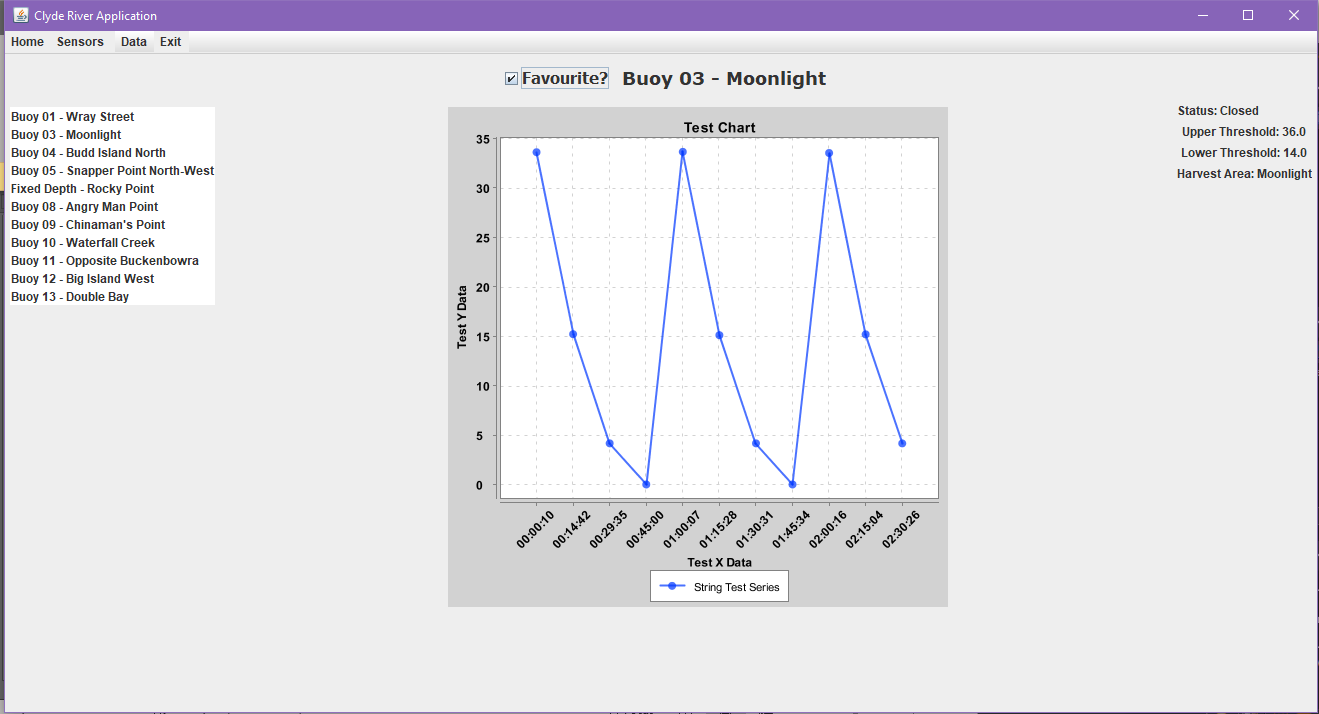 Clyde River Application
Home Sensors Data Exit
Favourite? Buoy 03 - Moonlight
Buoy 01 - Wray Street
Buoy 03 - Moonlight
Buoy 04 - Budd Island North
Buoy 05 - Snapper Point North-West
Fixed Depth - Rocky Point
Buoy 08 - Angry Man Point
Buoy 09 - Chinaman's Point
Buoy 10 - Waterfall Creek
Buoy 11 - Opposite Buckenbowra
Buoy 12 - Big Island West
Buoy 13 - Double Bay
Test Chart
Test Y Data
35
30
25
20
15
10
5
0
00:00:10
00:14:42
00:29:35
00:45:00
01:00:07
01:15:28
01:30:31
01:45:34
02:00:16
02:15:04
02:30:26
Test X Data
String Test Series
Status: Closed
Upper Threshold: 36.0
Lower Threshold: 14.0
Harvest Area: Moonlight